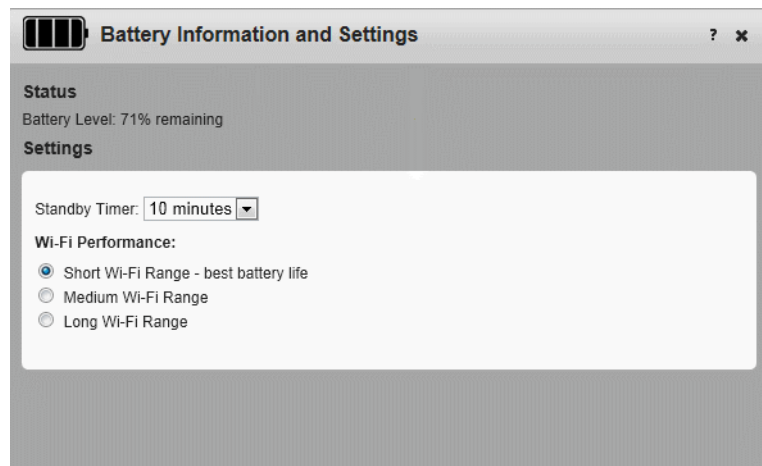 Battery Information and Settings ? ✖
Status
Battery Level: 71% remaining
Settings
Standby Timer: 10 minutes
Wi-Fi Performance:
Short Wi-Fi Range - best battery life
Medium Wi-Fi Range
Long Wi-Fi Range